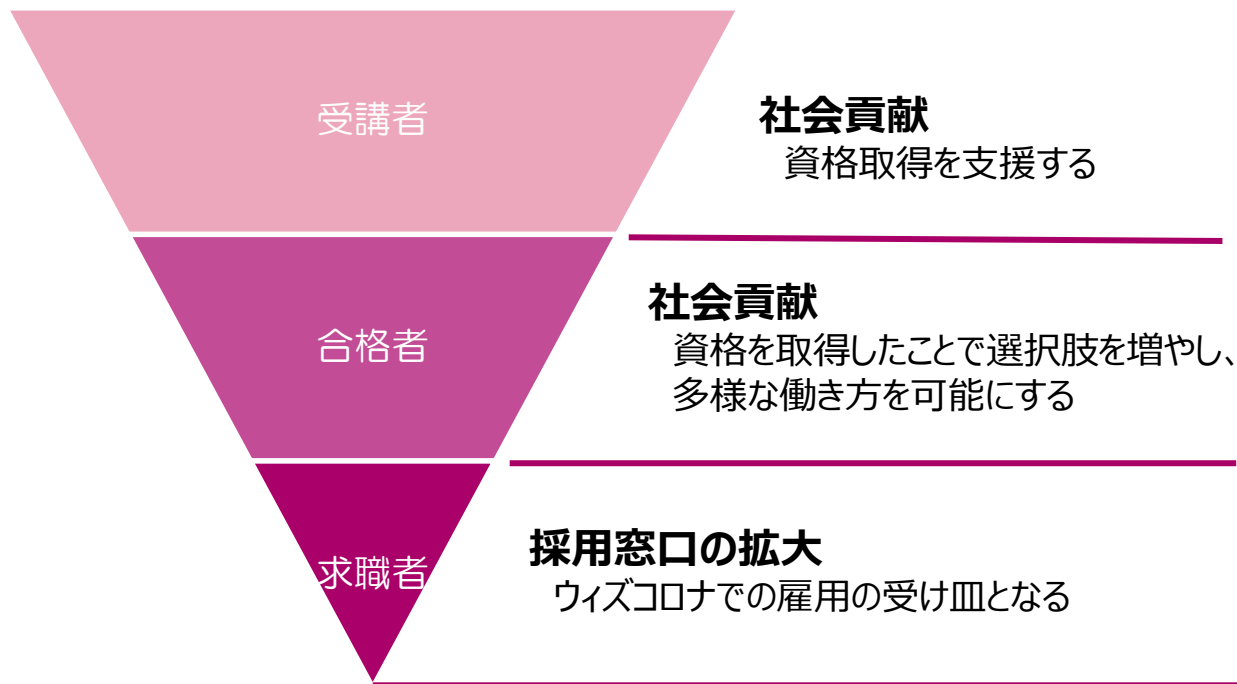 受講者
社会貢献
資格取得を支援する
合格者
社会貢献
資格を取得したことで選択肢を増やし、
多様な働き方を可能にする
求職者
採用窓口の拡大
ウィズコロナでの雇用の受け皿となる